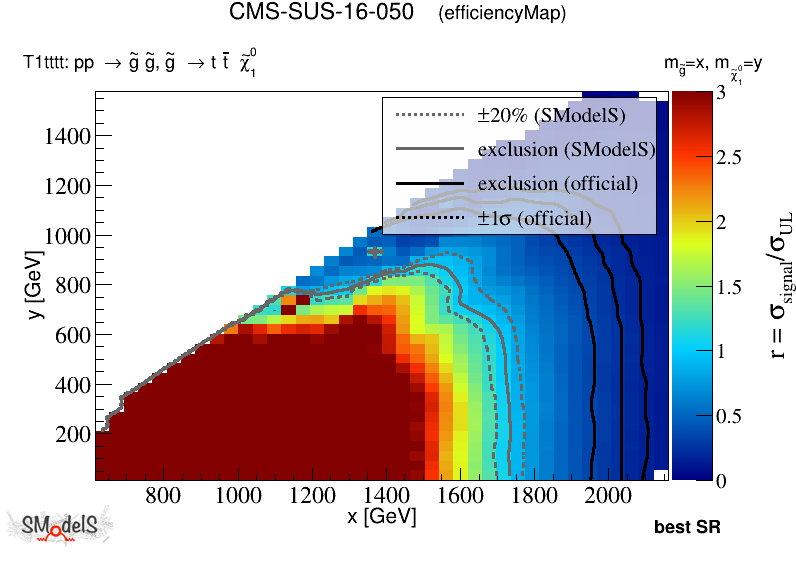 CMS-SUS-16-050 (efficiencyMap)
T1tttt: pp → g̃ g̃, g̃ → t t̄ χ̃⁰₁
m_g̃=x, m_χ̃⁰₁=y
±20% (SModelS)
exclusion (SModelS)
exclusion (official)
±1σ (official)
1400
1200
1000
800
600
400
200
y [GeV]
800 1000 1200 1400 1600 1800 2000
x [GeV]
3
2.5
2
1.5
1
0.5
0
r = σ_signal/σ_UL
SModelS
best SR